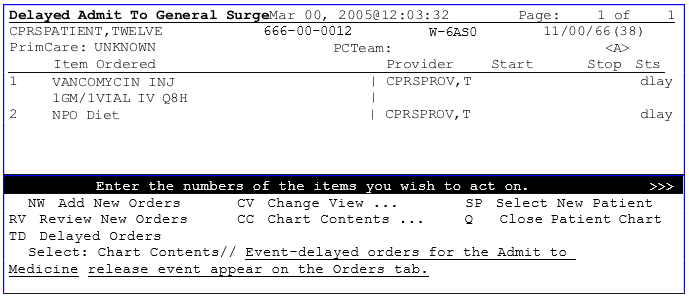 Delayed Admit To General SurgeMar 00, 2005@12:03:32 Page: 1 of 1
CPRSPATIENT,TWELVE 666-00-0012 W-6AS0 11/00/66(38)
PrimCare: UNKNOWN PCTeam: <A>
Item Ordered Provider Start Stop Sts
1 VANCOMYCIN INJ | CPRSPROV,T dlay
1GM/1VIAL IV Q8H |
2 NPO Diet | CPRSPROV,T dlay
Enter the numbers of the items you wish to act on. >>>
NW Add New Orders CV Change View ... SP Select New Patient
RV Review New Orders CC Chart Contents ... Q Close Patient Chart
TD Delayed Orders
Select: Chart Contents// Event-delayed orders for the Admit to
Medicine release event appear on the Orders tab.